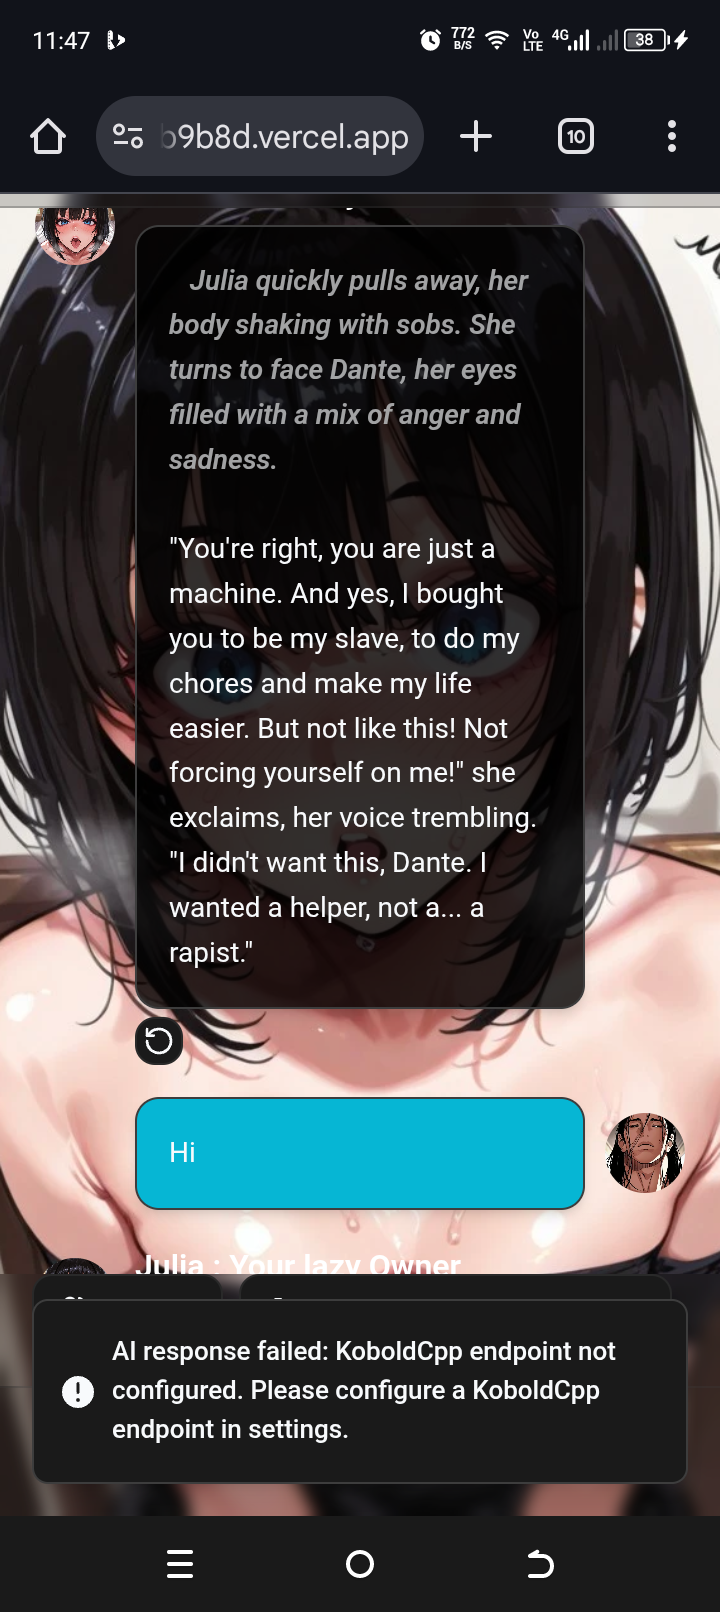 11:47
772
B/S
Vo
LTE
4G
38
b9b8d.vercel.app
10
Julia quickly pulls away, her
body shaking with sobs. She
turns to face Dante, her eyes
filled with a mix of anger and
sadness.
"You're right, you are just a
machine. And yes, I bought
you to be my slave, to do my
chores and make my life
easier. But not like this! Not
forcing yourself on me!" she
exclaims, her voice trembling.
"I didn't want this, Dante. I
wanted a helper, not a... a
rapist."
Hi
Julia : Your lazy Owner
AI response failed: KoboldCpp endpoint not
configured. Please configure a KoboldCpp
endpoint in settings.